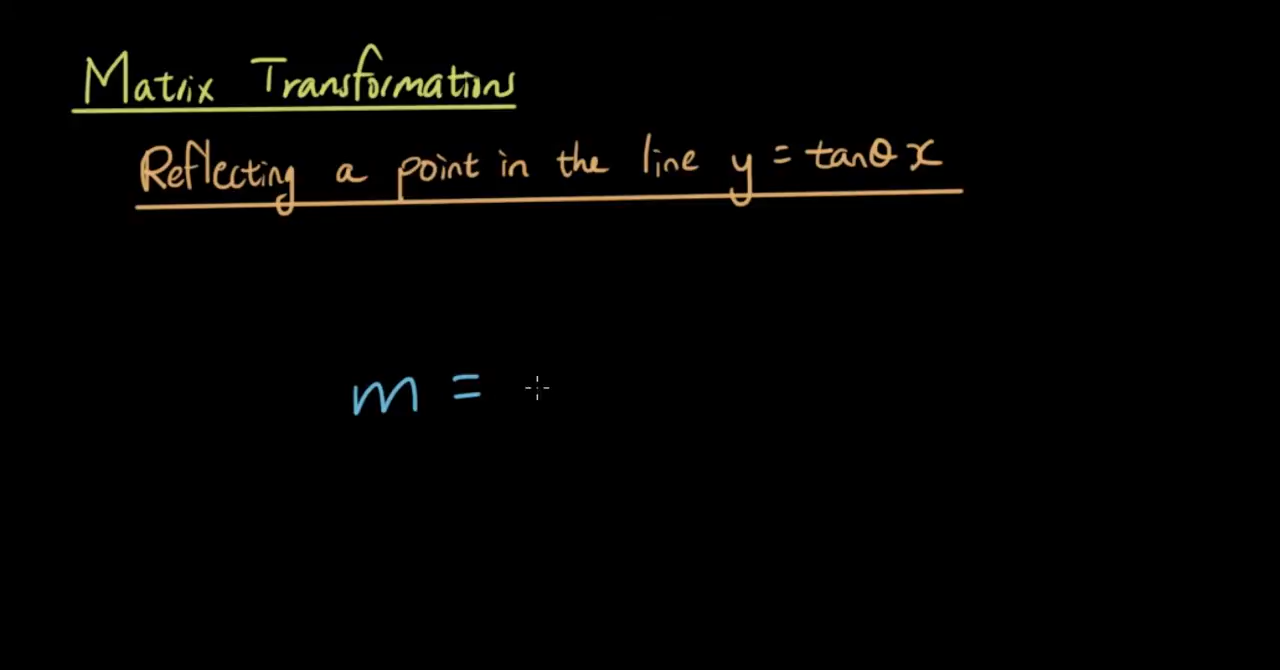 Matrix Transformations
Reflecting a point in the line y = tanθ x
m =